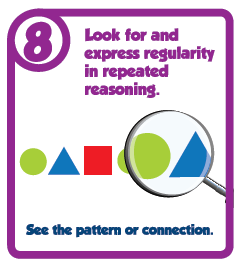 8
Look for and
express regularity
in repeated
reasoning.
See the pattern or connection.